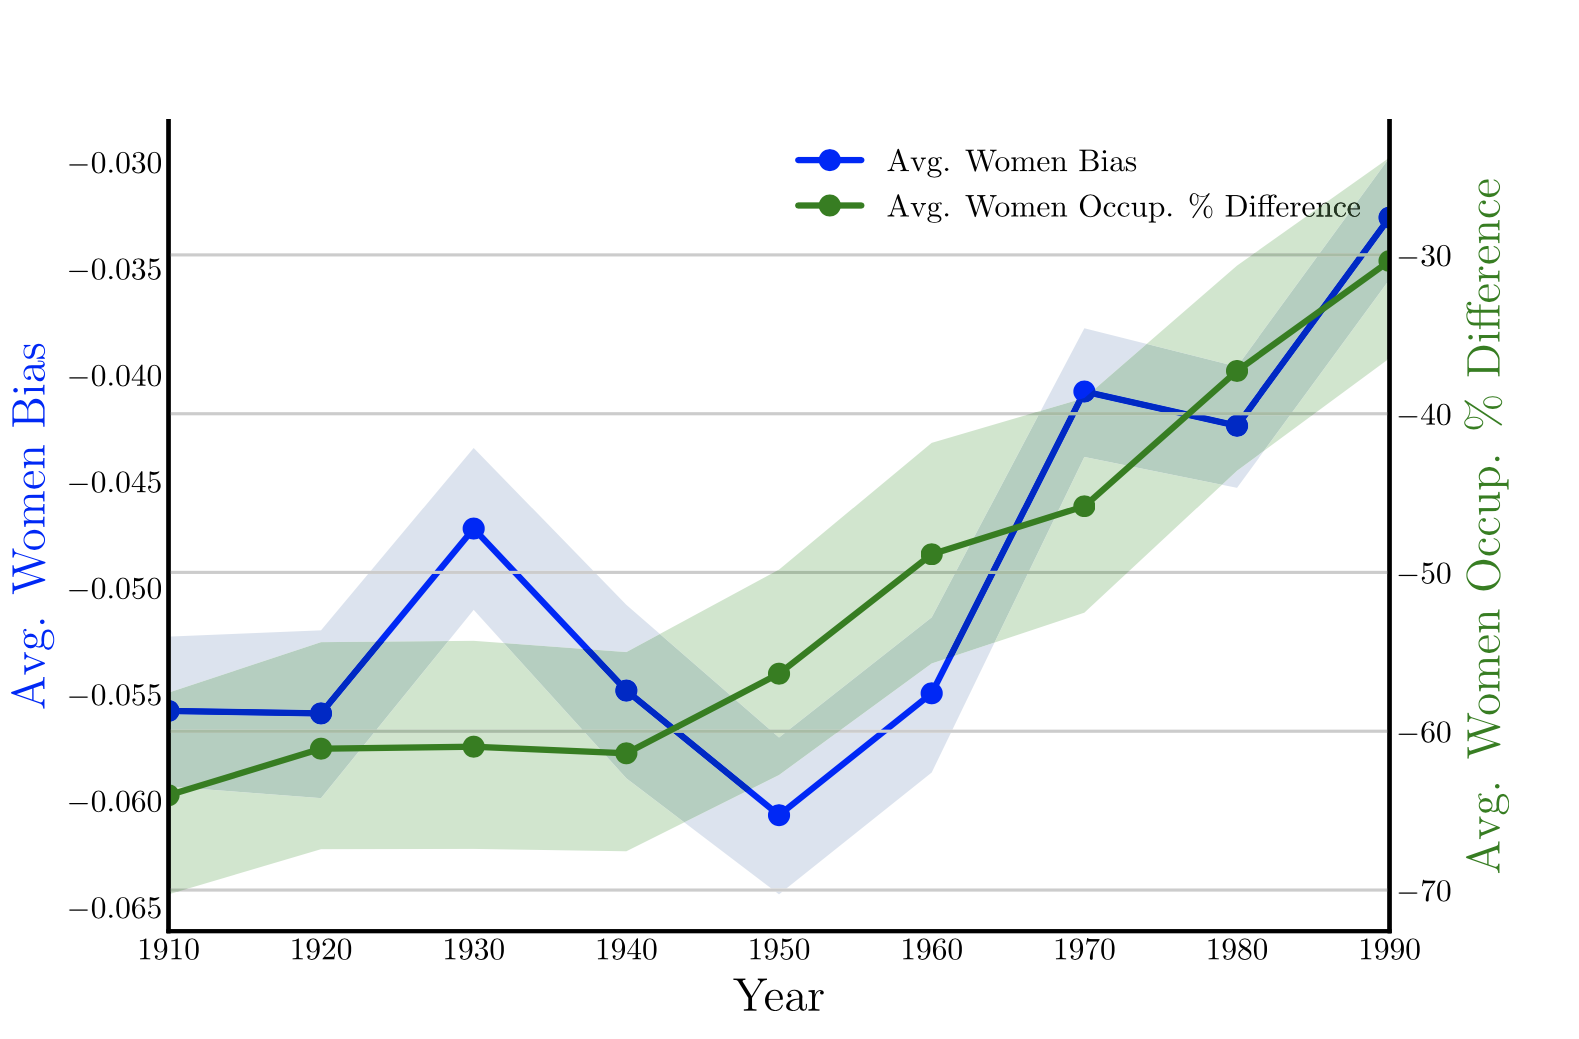 Avg. Women Bias
Avg. Women Occup. % Difference
−0.030
−0.035
−0.040
−0.045
−0.050
−0.055
−0.060
−0.065
Avg. Women Bias
−30
−40
−50
−60
−70
Avg. Women Occup. % Difference
1910 1920 1930 1940 1950 1960 1970 1980 1990
Year